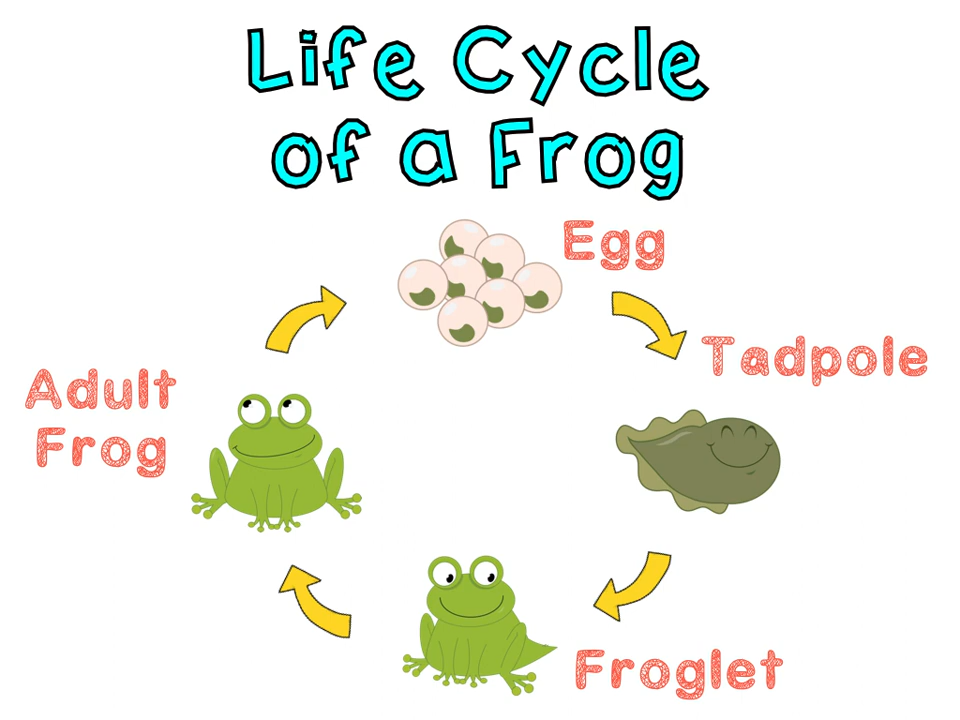 Life Cycle
of a Frog
Egg
Tadpole
Adult
Frog
Froglet